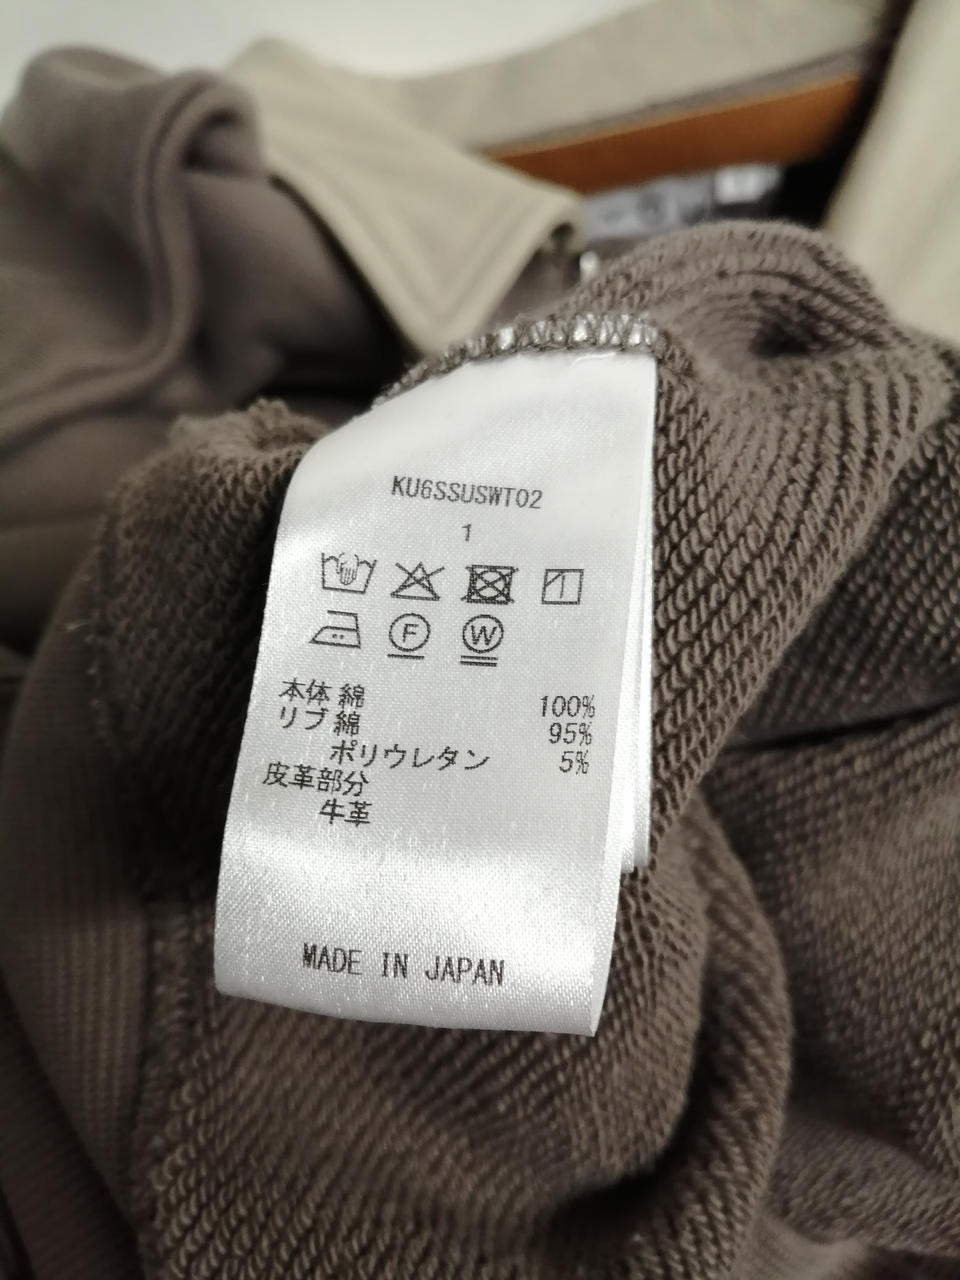 KU6SSUSWT02
1
F W
本体 綿 100%
リブ 綿 95%
ポリウレタン 5%
皮革部分
牛革
MADE IN JAPAN